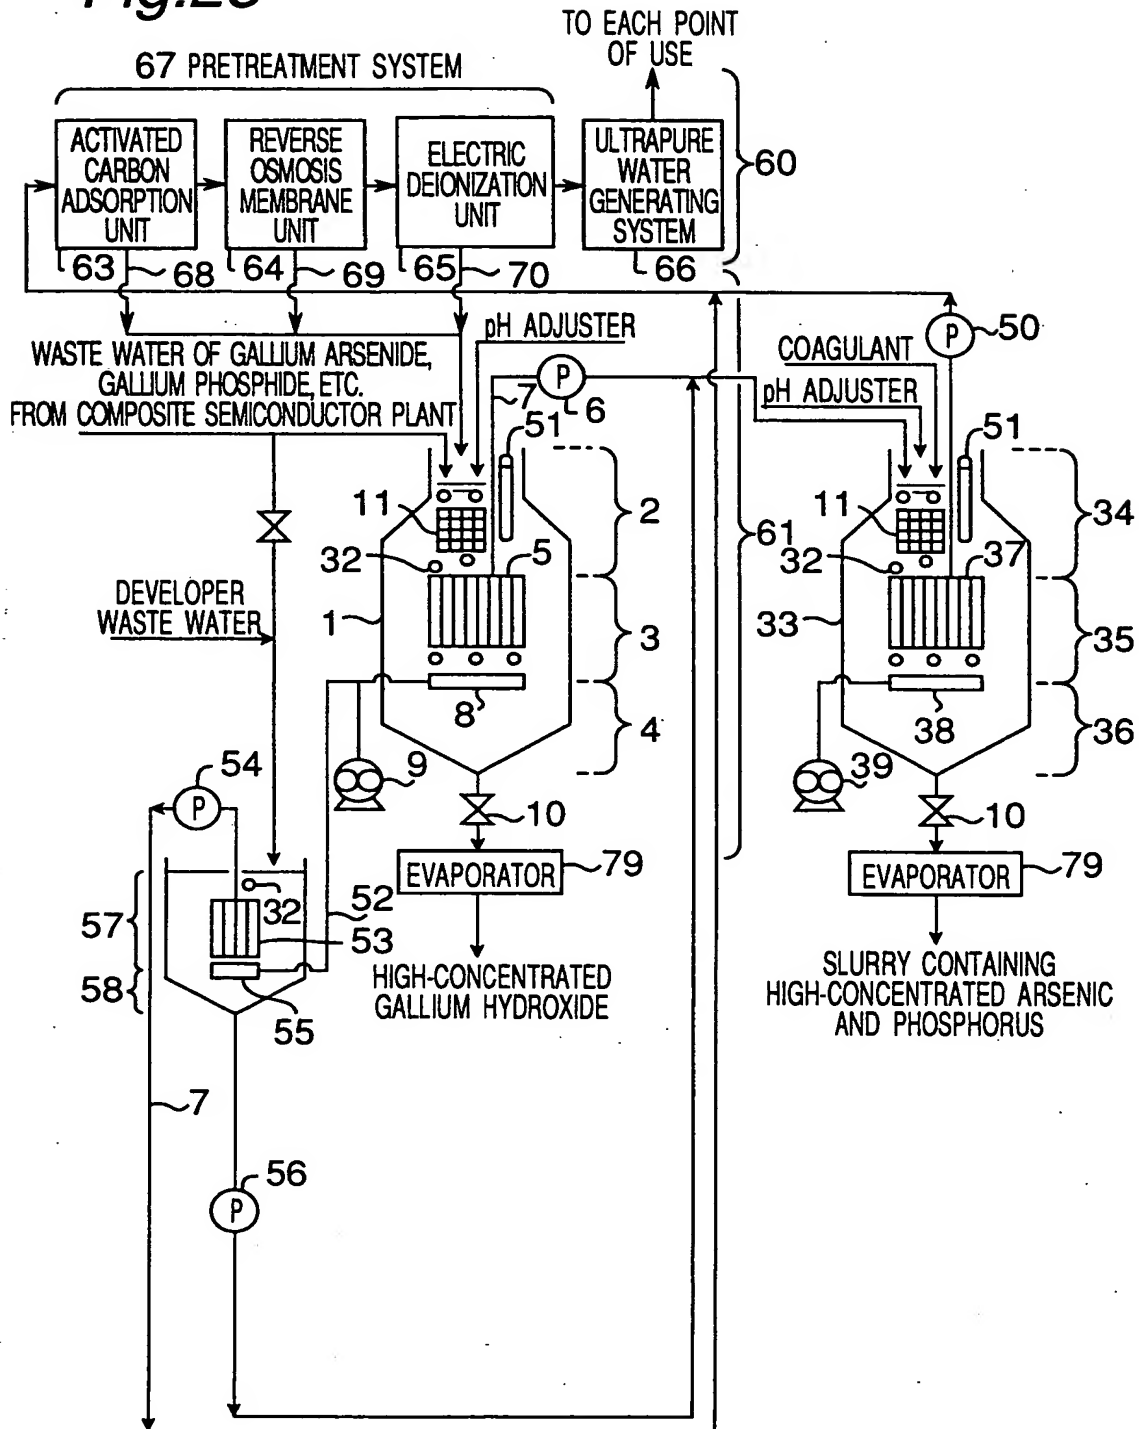 Fig.28
TO EACH POINT
OF USE
67 PRETREATMENT SYSTEM
ACTIVATED
CARBON
ADSORPTION
UNIT
REVERSE
OSMOSIS
MEMBRANE
UNIT
ELECTRIC
DEIONIZATION
UNIT
ULTRAPURE
WATER
GENERATING
SYSTEM
60
63
68
64
69
65
70
66
pH ADJUSTER
50
P
COAGULANT
WASTE WATER OF GALLIUM ARSENIDE,
GALLIUM PHOSPHIDE, ETC.
FROM COMPOSITE SEMICONDUCTOR PLANT
7
P
6
pH ADJUSTER
51
51
11
2
61
11
34
32
5
32
37
DEVELOPER
WASTE WATER
1
3
33
35
8
4
38
36
54
P
9
10
39
10
EVAPORATOR
79
EVAPORATOR
79
57
32
52
53
58
55
HIGH-CONCENTRATED
GALLIUM HYDROXIDE
SLURRY CONTAINING
HIGH-CONCENTRATED ARSENIC
AND PHOSPHORUS
7
56
P